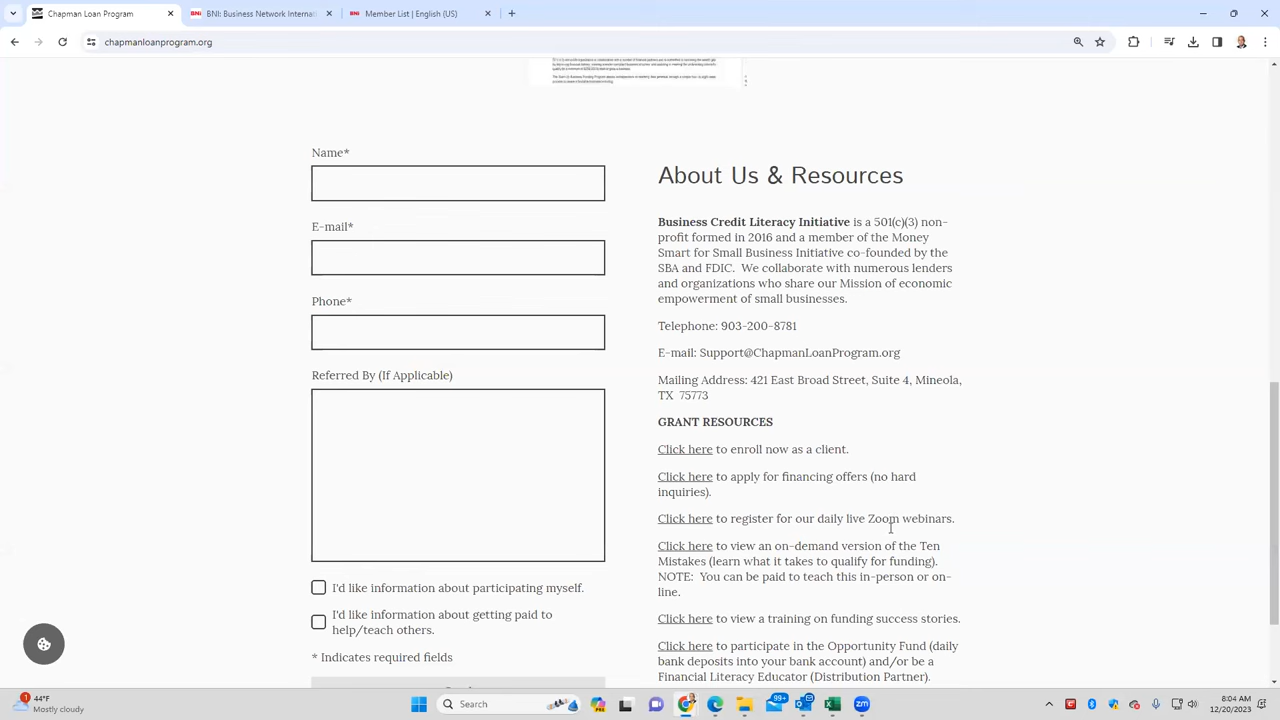 Chapman Loan Program
BNI: Business Network Internat
Member List | English (US)
chapmanloanprogram.org
Name*
E-mail*
Phone*
Referred By (If Applicable)
I'd like information about participating myself.
I'd like information about getting paid to
help/teach others.
* Indicates required fields
About Us & Resources
Business Credit Literacy Initiative is a 501(c)(3) non-
profit formed in 2016 and a member of the Money
Smart for Small Business Initiative co-founded by the
SBA and FDIC. We collaborate with numerous lenders
and organizations who share our Mission of economic
empowerment of small businesses.
Telephone: 903-200-8781
E-mail: Support@ChapmanLoanProgram.org
Mailing Address: 421 East Broad Street, Suite 4, Mineola,
TX 75773
GRANT RESOURCES
Click here to enroll now as a client.
Click here to apply for financing offers (no hard
inquiries).
Click here to register for our daily live Zoom webinars.
Click here to view an on-demand version of the Ten
Mistakes (learn what it takes to qualify for funding).
NOTE: You can be paid to teach this in-person or on-
line.
Click here to view a training on funding success stories.
Click here to participate in the Opportunity Fund (daily
bank deposits into your bank account) and/or be a
Financial Literacy Educator (Distribution Partner).
1
44°F
Mostly cloudy
Search
99+
zm
8:04 AM
12/20/2023